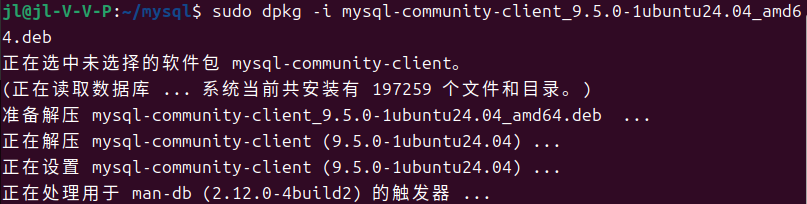 jl@jl-V-V-P:~/mysql$ sudo dpkg -i mysql-community-client_9.5.0-1ubuntu24.04_amd6
4.deb
正在选中未选择的软件包 mysql-community-client。
(正在读取数据库 ... 系统当前共安装有 197259 个文件和目录。)
准备解压 mysql-community-client_9.5.0-1ubuntu24.04_amd64.deb  ...
正在解压 mysql-community-client (9.5.0-1ubuntu24.04) ...
正在设置 mysql-community-client (9.5.0-1ubuntu24.04) ...
正在处理用于 man-db (2.12.0-4build2) 的触发器 ...